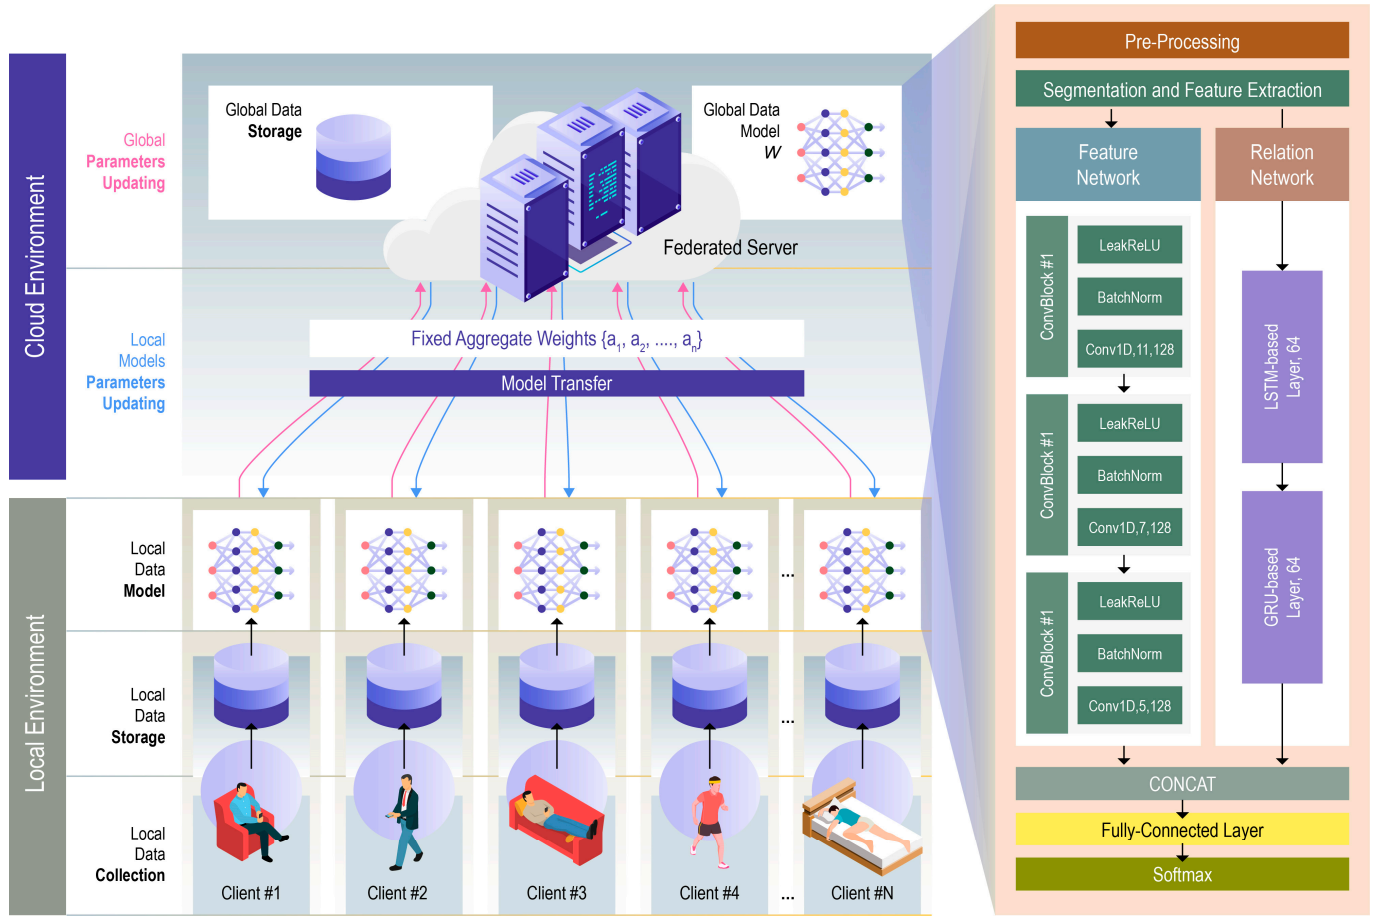 Cloud Environment
Global
Parameters
Updating
Local
Models
Parameters
Updating
Global Data
Storage
Global Data
Model
W
Federated Server
Fixed Aggregate Weights {a1, a2, ...., an}
Model Transfer
Local Environment
Local
Data
Model
...
Local
Data
Storage
...
Local
Data
Collection
Client #1
Client #2
Client #3
Client #4
...
Client #N
Pre-Processing
Segmentation and Feature Extraction
Feature
Network
Relation
Network
ConvBlock #1
LeakReLU
BatchNorm
Conv1D,11,128
ConvBlock #1
LeakReLU
BatchNorm
Conv1D,7,128
ConvBlock #1
LeakReLU
BatchNorm
Conv1D,5,128
LSTM-based
Layer, 64
GRU-based
Layer, 64
CONCAT
Fully-Connected Layer
Softmax